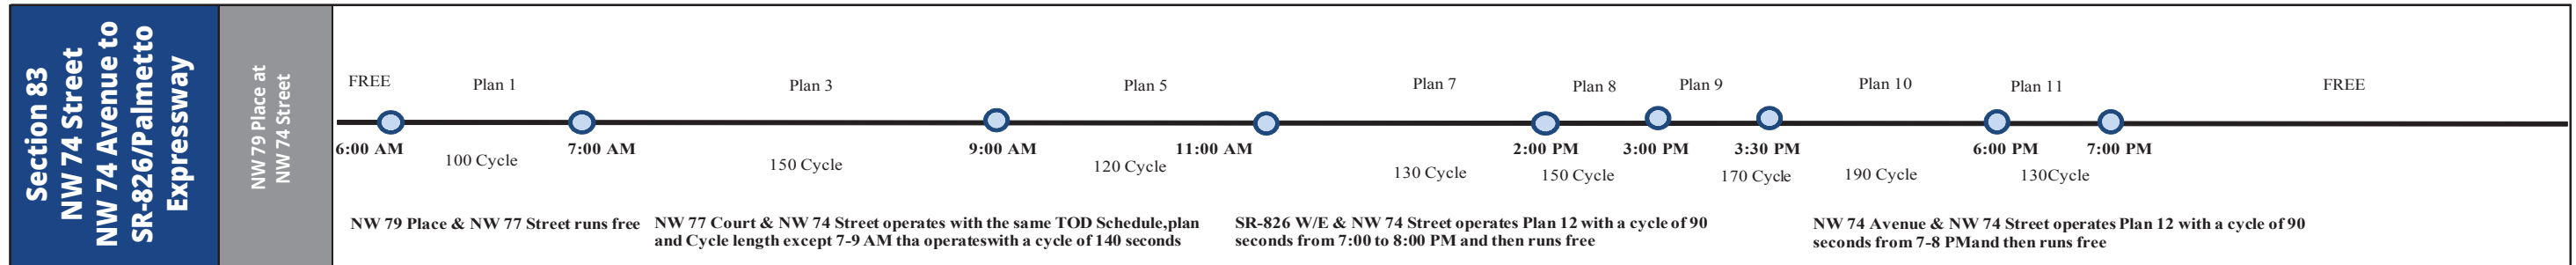 Section 83
NW 74 Street
NW 74 Avenue to
SR-826/Palmetto
Expressway
NW 79 Place at
NW 74 Street
FREE
Plan 1
Plan 3
Plan 5
Plan 7
Plan 8
Plan 9
Plan 10
Plan 11
FREE
6:00 AM
7:00 AM
9:00 AM
11:00 AM
2:00 PM
3:00 PM
3:30 PM
6:00 PM
7:00 PM
100 Cycle
150 Cycle
120 Cycle
130 Cycle
150 Cycle
170 Cycle
190 Cycle
130Cycle
NW 79 Place & NW 77 Street runs free
NW 77 Court & NW 74 Street operates with the same TOD Schedule,plan
and Cycle length except 7-9 AM tha operateswith a cycle of 140 seconds
SR-826 W/E & NW 74 Street operates Plan 12 with a cycle of 90
seconds from 7:00 to 8:00 PM and then runs free
NW 74 Avenue & NW 74 Street operates Plan 12 with a cycle of 90
seconds from 7-8 PMand then runs free